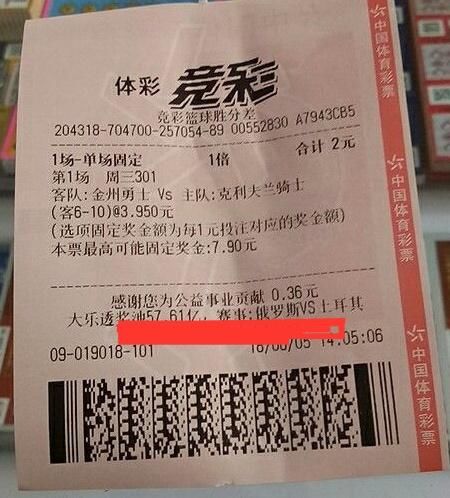 体彩 竞彩
竞彩篮球胜分差
204318-704700-257054-89 00552830 A7943CB5
1场-单场固定 1倍 合计 2元
第1场 周三301
客队:金州勇士 Vs 主队:克利夫兰骑士
(客6-10)@3.950元
(选项固定奖金额为每1元投注对应的奖金额)
本票最高可能固定奖金:7.90元
感谢您为公益事业贡献 0.36元
大乐透奖池57.611亿，赛事:俄罗斯VS土耳其
09-019018-101 18/06/05 14:05:06
中国体育彩票
中国体育彩票
中国体育彩票